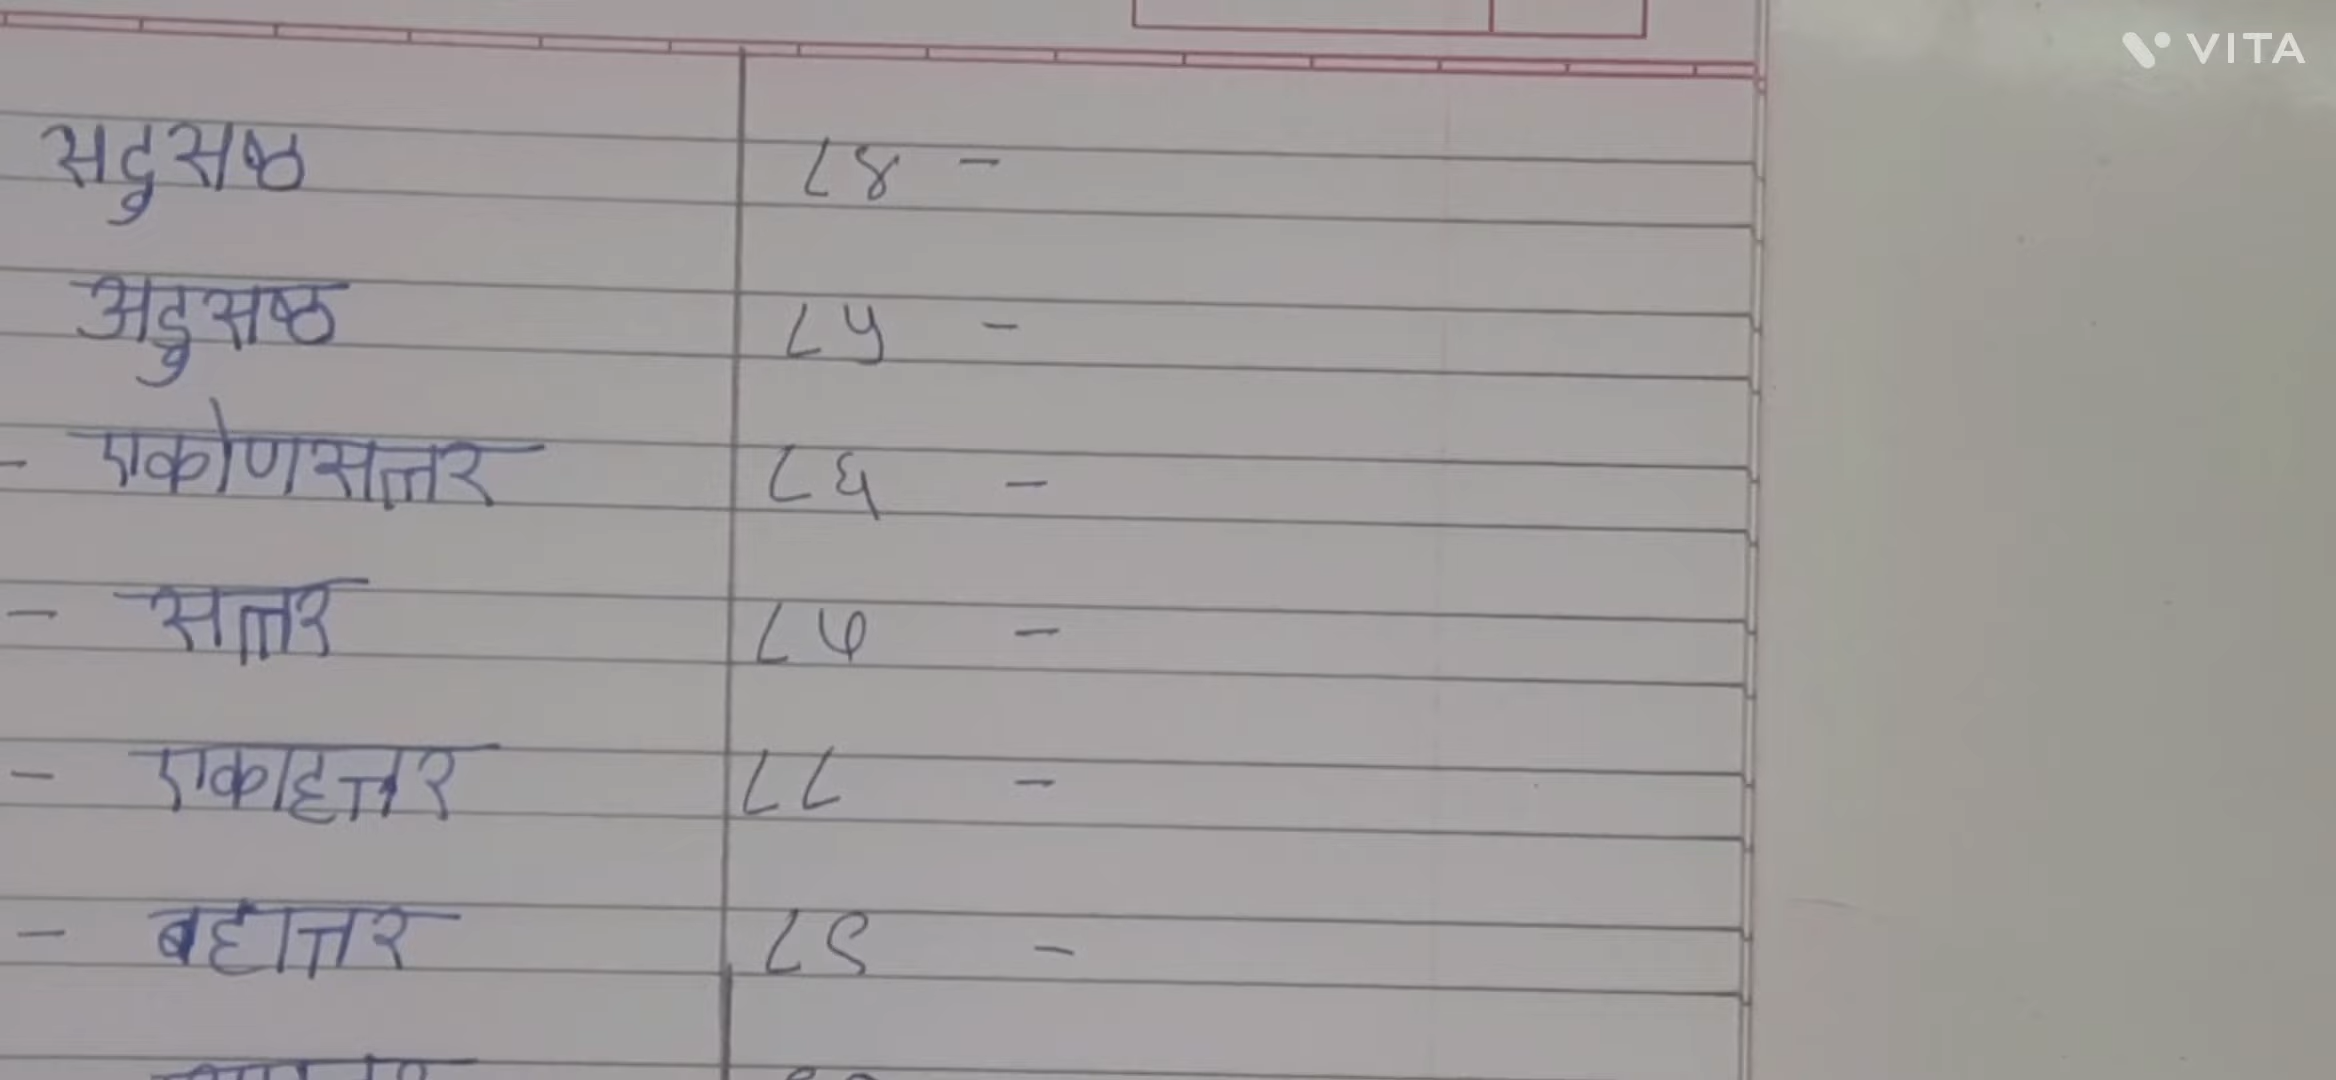 VITA
सदुसष्ठ ८४ -
अडुसष्ठ ८५ -
- एकोणसत्तर ८६ -
- सत्तर ८७ -
- एकाहत्तर ८८ -
- बहात्तर ८९ -